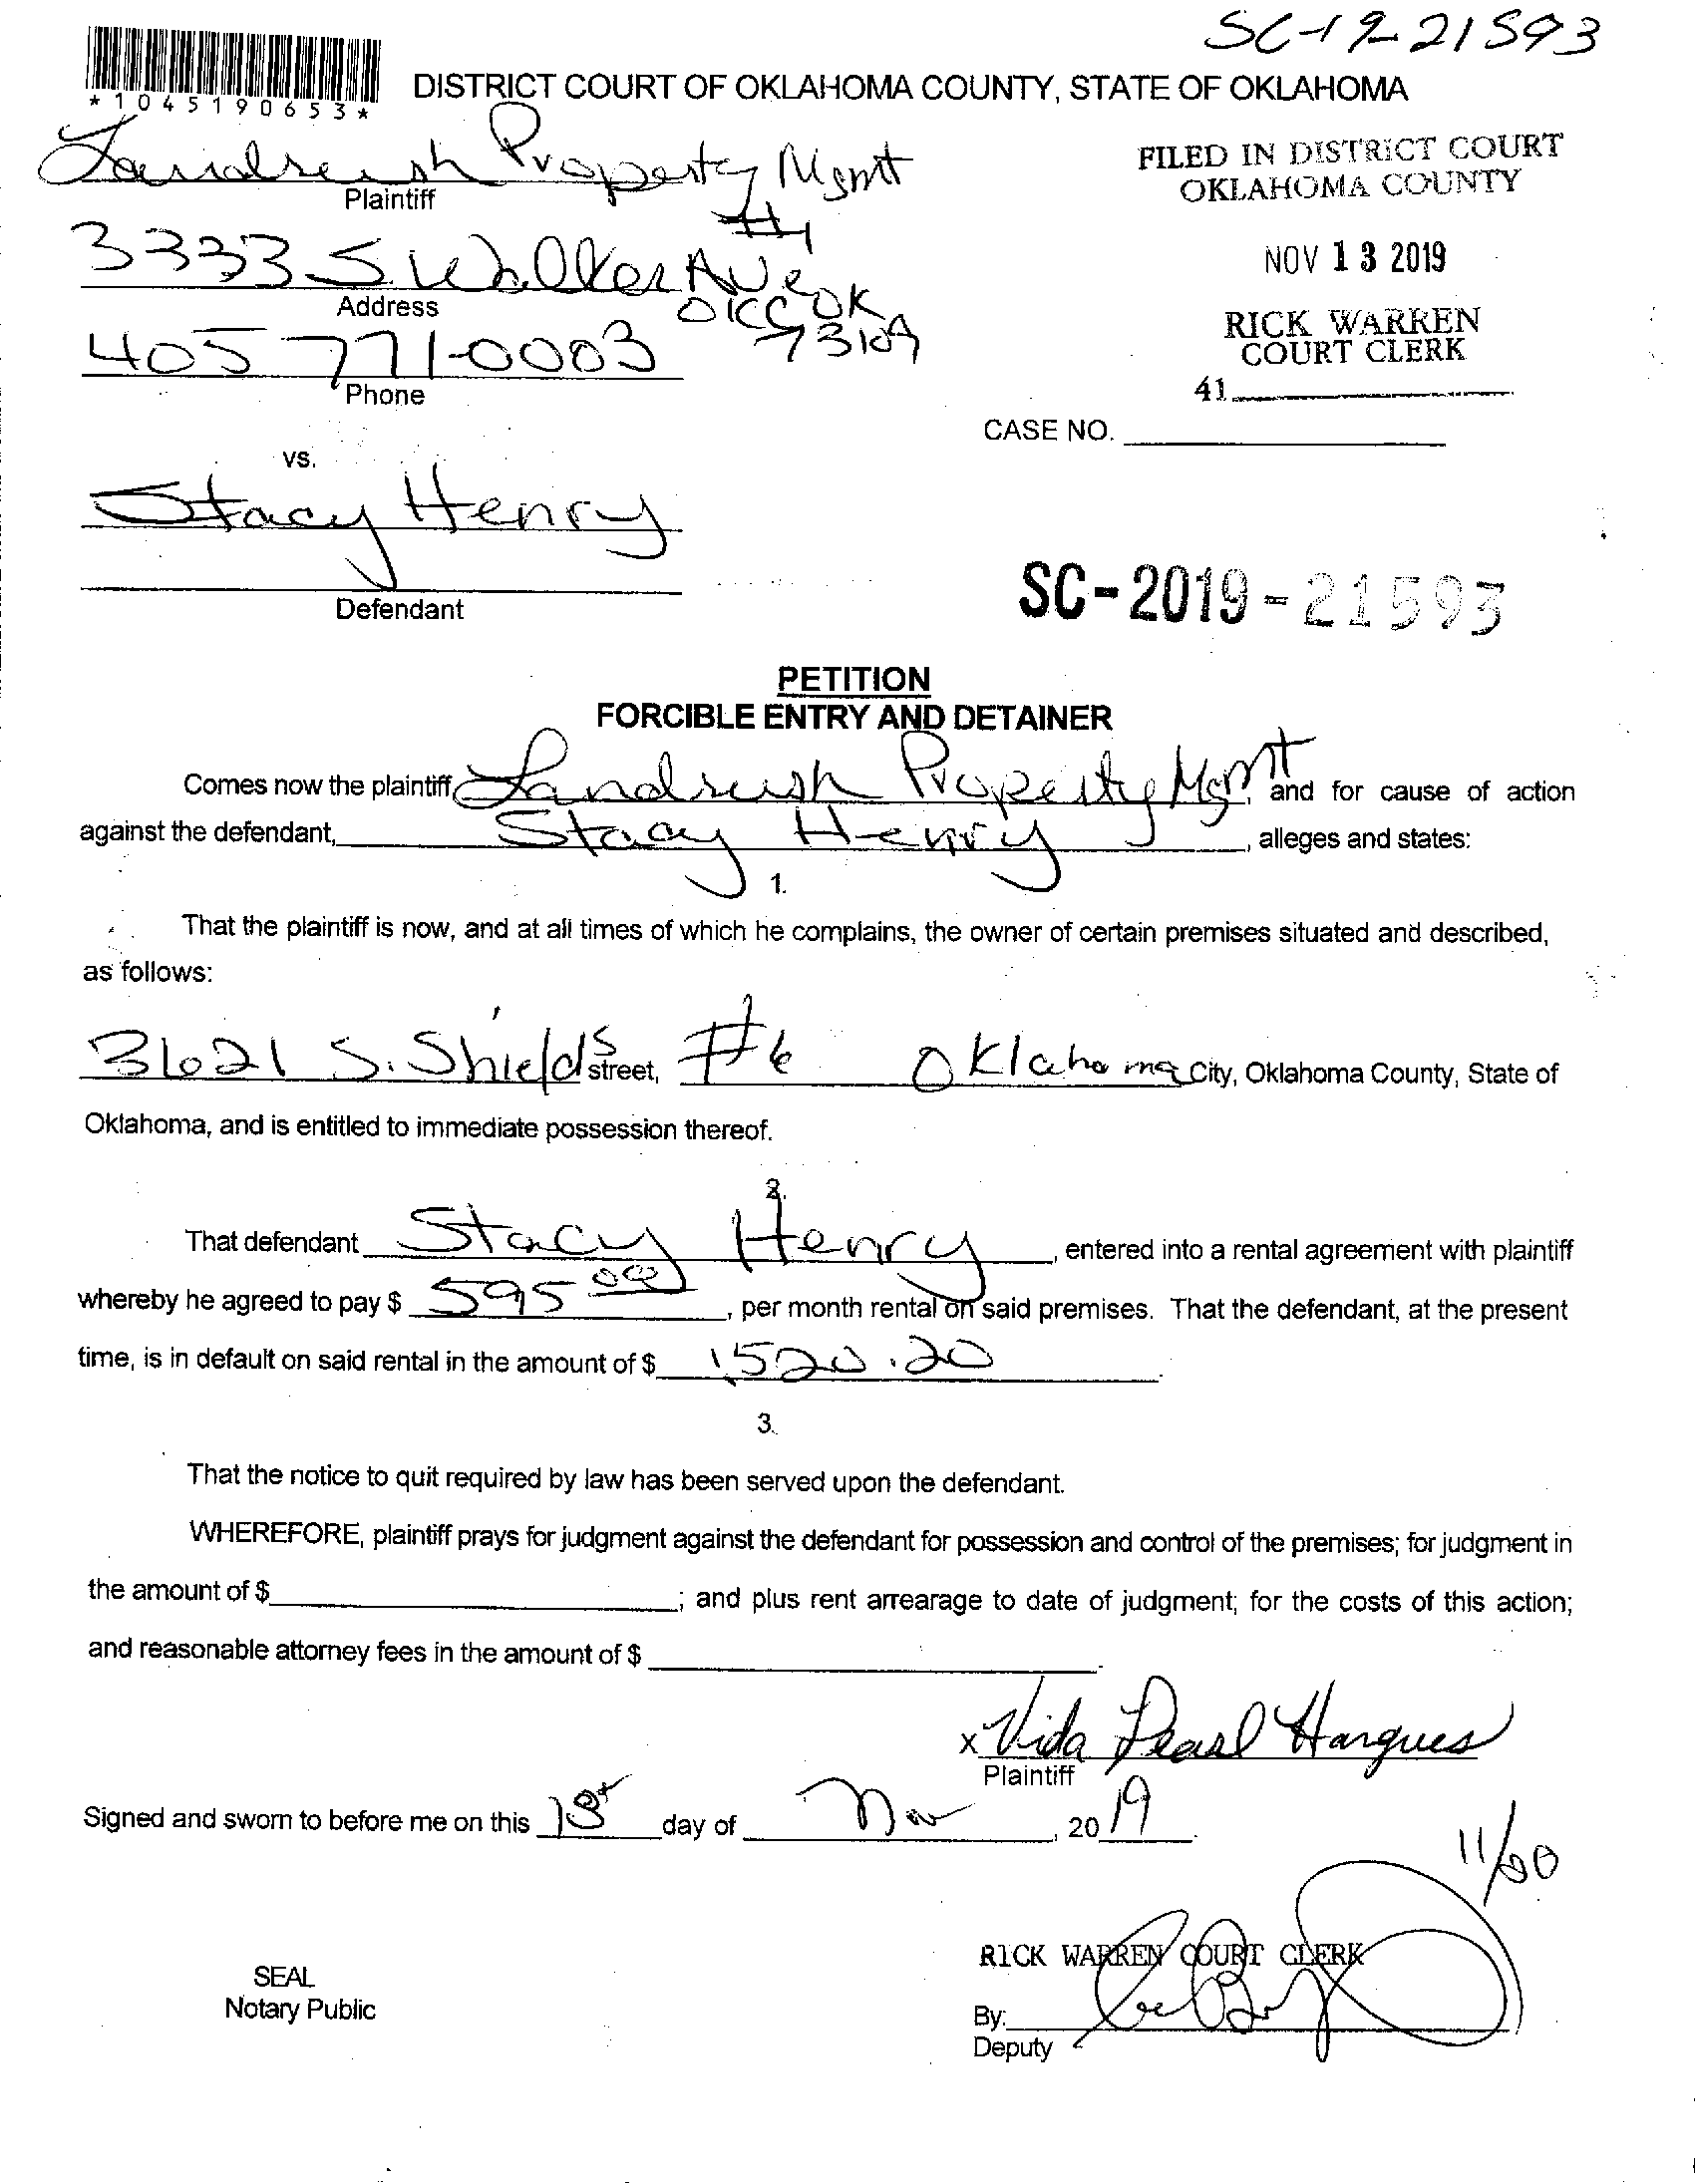 SC-19-21593
*1045190653*
DISTRICT COURT OF OKLAHOMA COUNTY, STATE OF OKLAHOMA
Landrush Property Mgmt
Plaintiff
FILED IN DISTRICT COURT
OKLAHOMA COUNTY
#1
3333 S Walker Ave
Address
OKC OK
73109
NOV 13 2019
405 771-0003
Phone
RICK WARREN
COURT CLERK
41
CASE NO.
vs.
Stacy Henry
Defendant
SC-2019-21593
PETITION
FORCIBLE ENTRY AND DETAINER
Comes now the plaintiff, Landrush Property Mgmt, and for cause of action
against the defendant, Stacy Henry, alleges and states:
1.
That the plaintiff is now, and at all times of which he complains, the owner of certain premises situated and described,
as follows:
3621 S. Shields street, #6 Oklahoma City, Oklahoma County, State of
Oklahoma, and is entitled to immediate possession thereof.
2.
That defendant Stacy Henry, entered into a rental agreement with plaintiff
whereby he agreed to pay $ 595 00, per month rental on said premises. That the defendant, at the present
time, is in default on said rental in the amount of $ 1520.20.
3.
That the notice to quit required by law has been served upon the defendant.
WHEREFORE, plaintiff prays for judgment against the defendant for possession and control of the premises; for judgment in
the amount of $ ; and plus rent arrearage to date of judgment; for the costs of this action;
and reasonable attorney fees in the amount of $ .
x Vida Pearl Hargues
Plaintiff
Signed and sworn to before me on this day of Nov, 2019.
RICK WARREN COURT CLERK
SEAL
Notary Public
By:
Deputy